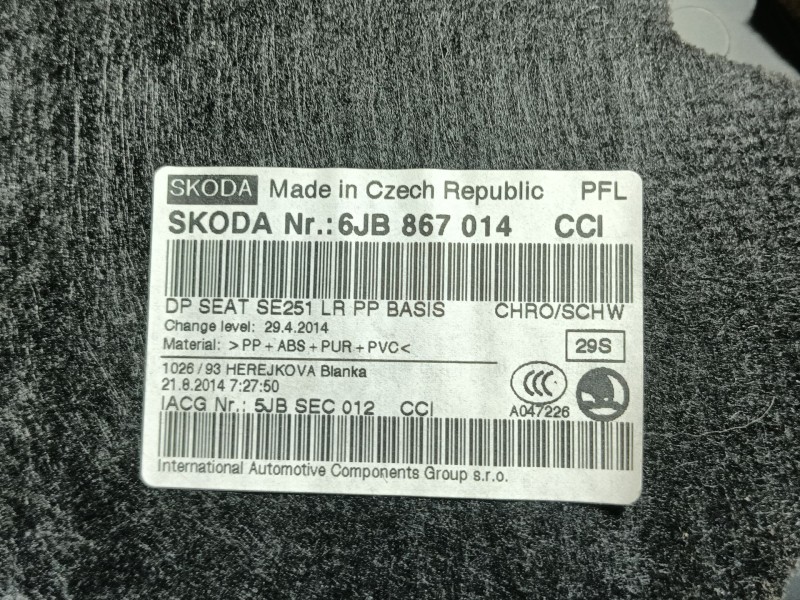 SKODA Made in Czech Republic PFL
SKODA Nr.: 6JB 867 014 CCI
DP SEAT SE251 LR PP BASIS CHRO/SCHW
Change level: 29.4.2014
Material: >PP+ABS+PUR+PVC< 29S
1026/93 HEREJKOVA Blanka
21.8.2014 7:27:50 CCC
IACG Nr.: 5JB SEC 012 CCI A047226
International Automotive Components Group s.r.o.